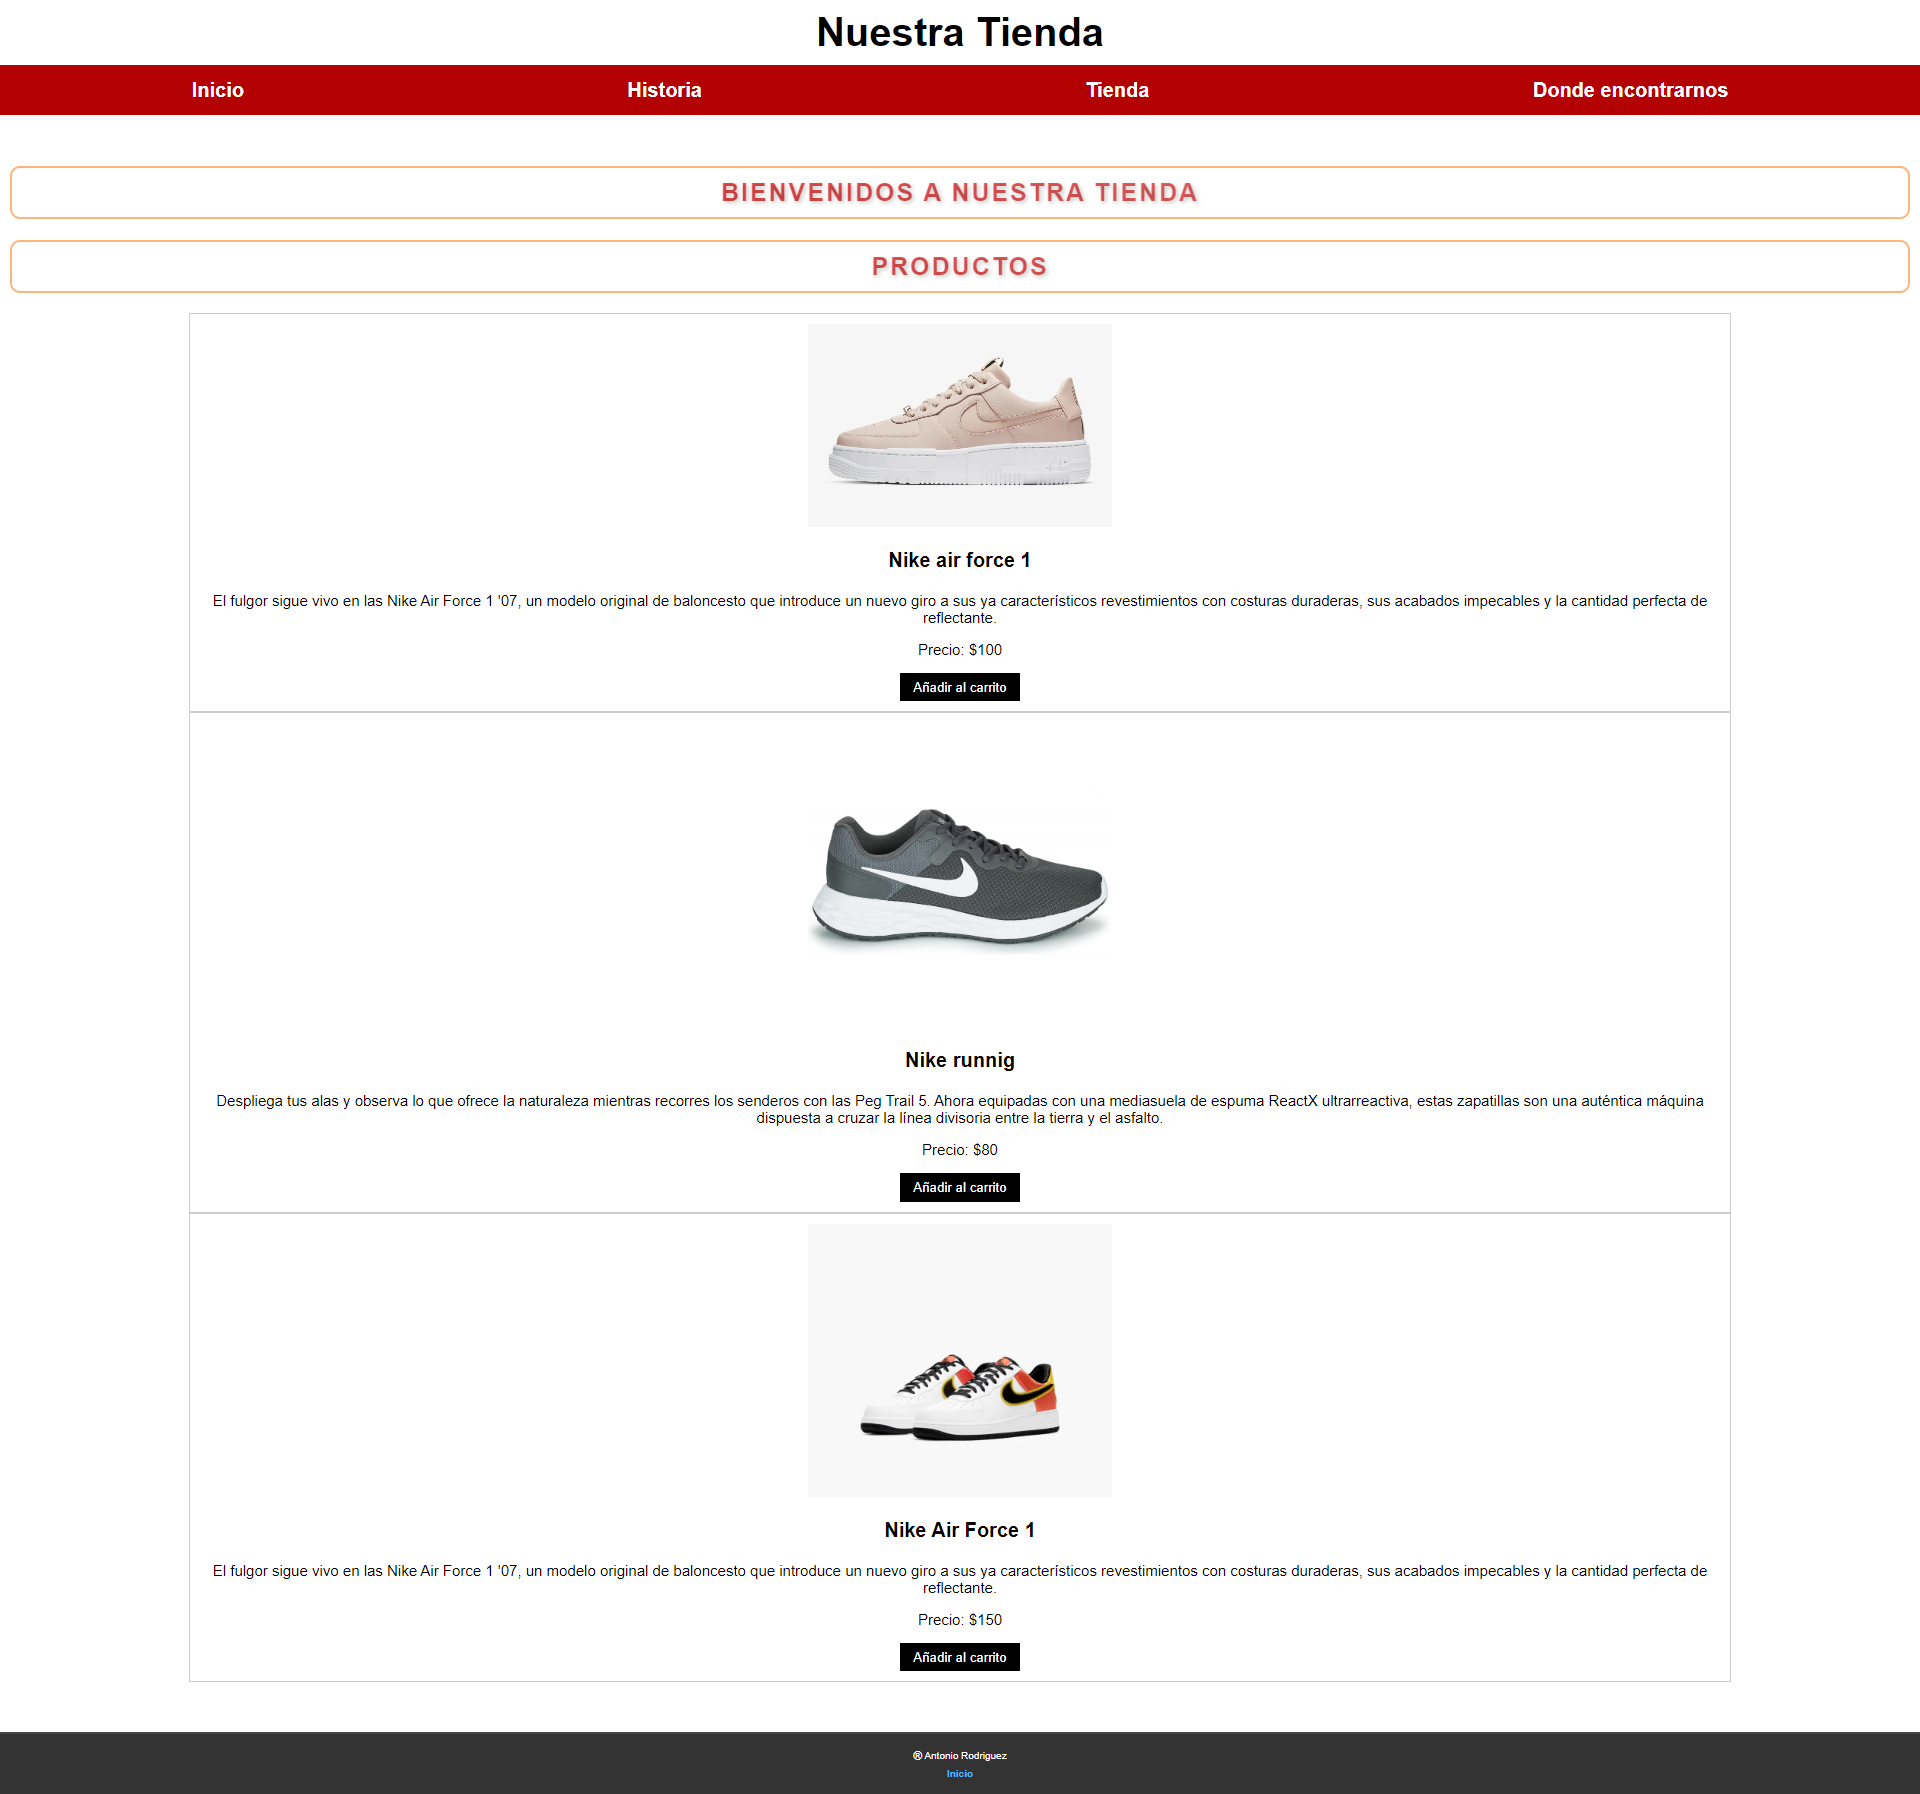 Nuestra Tienda
Inicio Historia Tienda Donde encontrarnos
BIENVENIDOS A NUESTRA TIENDA
PRODUCTOS
Nike air force 1
El fulgor sigue vivo en las Nike Air Force 1 '07, un modelo original de baloncesto que introduce un nuevo giro a sus ya característicos revestimientos con costuras duraderas, sus acabados impecables y la cantidad perfecta de
reflectante.
Precio: $100
Añadir al carrito
Nike runnig
Despliega tus alas y observa lo que ofrece la naturaleza mientras recorres los senderos con las Peg Trail 5. Ahora equipadas con una mediasuela de espuma ReactX ultrarreactiva, estas zapatillas son una auténtica máquina
dispuesta a cruzar la línea divisoria entre la tierra y el asfalto.
Precio: $80
Añadir al carrito
Nike Air Force 1
El fulgor sigue vivo en las Nike Air Force 1 '07, un modelo original de baloncesto que introduce un nuevo giro a sus ya característicos revestimientos con costuras duraderas, sus acabados impecables y la cantidad perfecta de
reflectante.
Precio: $150
Añadir al carrito
® Antonio Rodriguez
Inicio